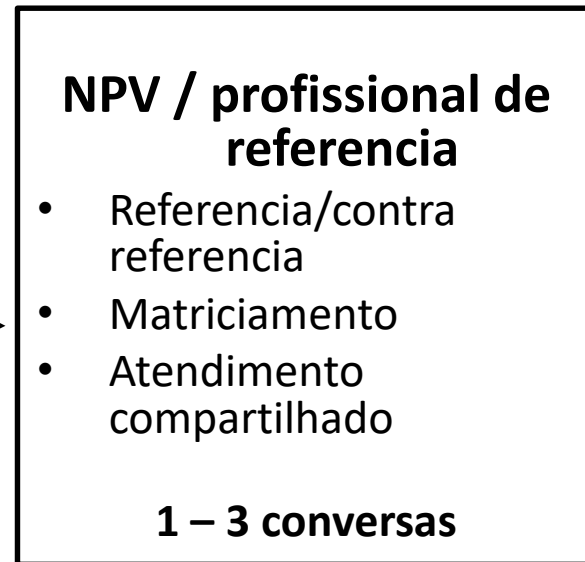 NPV / profissional de
referencia
• Referencia/contra
referencia
• Matriciamento
• Atendimento
compartilhado
1 – 3 conversas